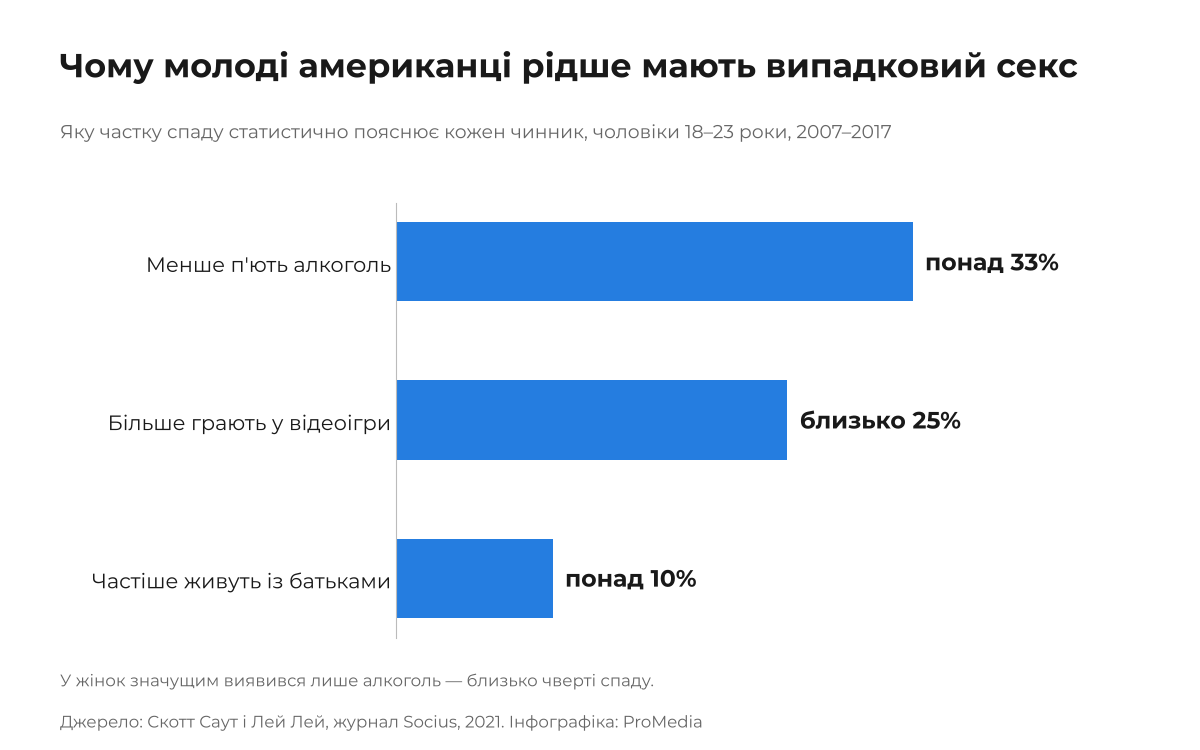 Чому молоді американці рідше мають випадковий секс
Яку частку спаду статистично пояснює кожен чинник, чоловіки 18–23 роки, 2007–2017
Менше п'ють алкоголь
понад 33%
Більше грають у відеоігри
близько 25%
Частіше живуть із батьками
понад 10%
У жінок значущим виявився лише алкоголь — близько чверті спаду.
Джерело: Скотт Саут і Лей Лей, журнал Socius, 2021. Інфографіка: ProMedia